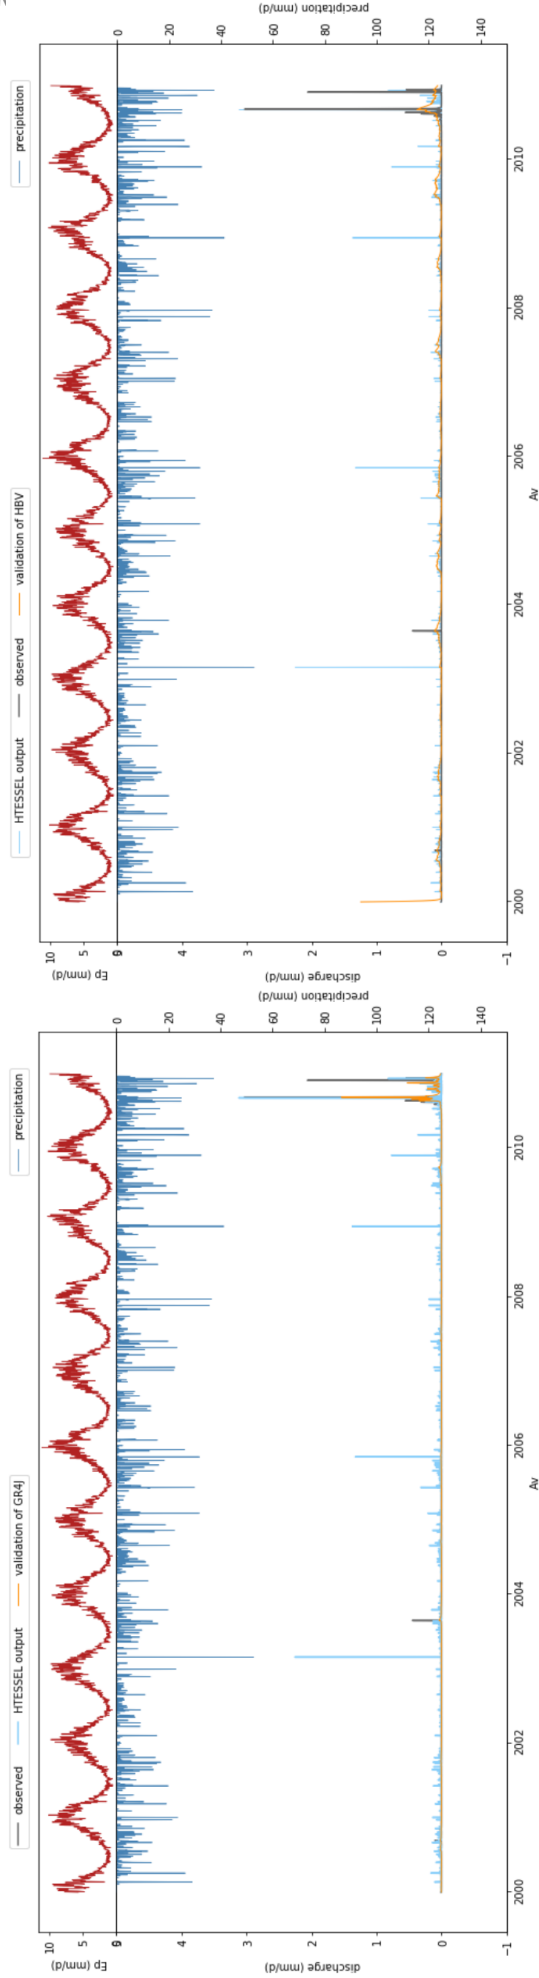 observed HTESSEL output validation of GR4J precipitation
Ep (mm/d)
10
5
discharge (mm/d)
4
3
2
1
0
−1
precipitation (mm/d)
0
20
40
60
80
100
120
140
2000 2002 2004 2006 2008 2010
Av
HTESSEL output observed validation of HBV precipitation
Ep (mm/d)
10
5
discharge (mm/d)
4
3
2
1
0
−1
precipitation (mm/d)
0
20
40
60
80
100
120
140
2000 2002 2004 2006 2008 2010
Av